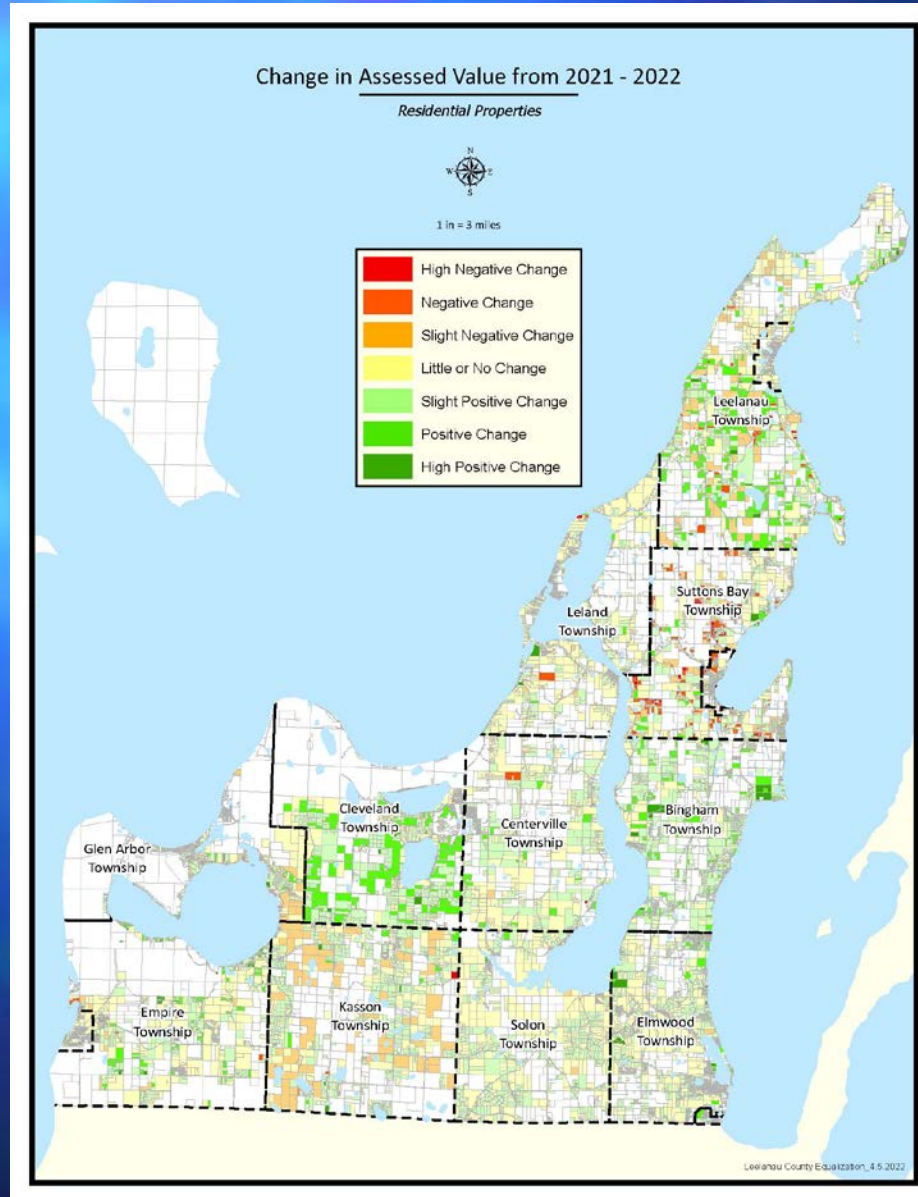 Change in Assessed Value from 2021 - 2022
Residential Properties
N
W E
S
1 in = 3 miles
High Negative Change
Negative Change
Slight Negative Change
Little or No Change
Slight Positive Change
Positive Change
High Positive Change
Leelanau
Township
Suttons Bay
Township
Leland
Township
Cleveland
Township
Centerville
Township
Bingham
Township
Glen Arbor
Township
Empire
Township
Kasson
Township
Solon
Township
Elmwood
Township
Leelanau County Equalization_4.5.2022